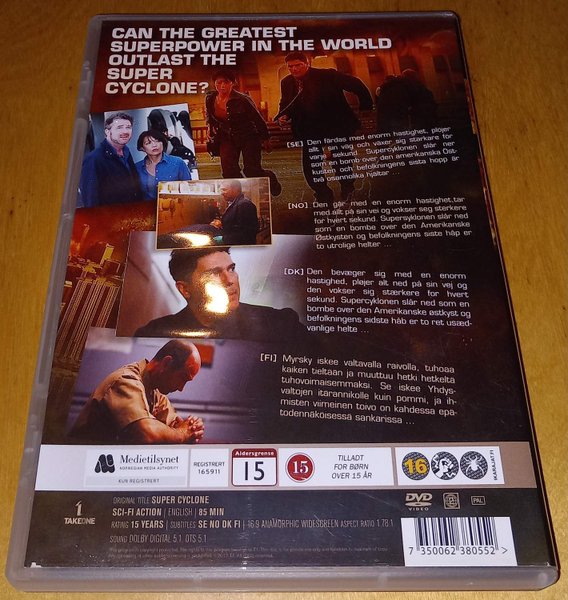 CAN THE GREATEST
SUPERPOWER IN THE WORLD
OUTLAST THE
SUPER
CYCLONE?
[SE] Den färdas med enorm hastighet, plöjer
allt i sin väg och växer sig starkare för
varje sekund. Supercyklonen slår ner
som en bomb över den amerikanska Öst-
kusten och befolkningens sista hopp är
två osannolika hjältar
[NO] Den går med en enorm hastighet,tar
med alt på sin vei og vokser seg sterkere
for hvert sekund. Supercyklonen slår ned
som en bombe over den Amerikanske
Østkysten og befolkningens siste håp er
to utrolige helter ...
[DK] Den bevæger sig med en enorm
hastighed, pløjer alt ned på sin vej og
den vokser sig stærkere for hvert
sekund. Supercyklonen slår ned som en
bombe over den Amerikanske østkyst og
befolkningens sidste håb er to ret usæd-
vanlige helte ...
[FI] Myrsky iskee valtavalla raivolla, tuhoaa
kaiken tieltaan ja muuttuu hetki hetkeltä
tuhovoimaisemmaksi. Se iskee Yhdys-
valtojen itärannikolle kuin pommi, ja ih-
misten viimeinen toivo on kahdessa epä-
todennäköisessä sankarissa ...
Medietilsynet
NORWEGIAN MEDIA AUTHORITY
KUN REGISTRERT
REGISTRERT
165911
Aldersgrense
15
15
TILLADT
FOR BØRN
OVER 15 ÅR
16
IKARAJAT.FI
1
TAKEONE
ORIGINAL TITLE SUPER CYCLONE
SCI-FI ACTION | ENGLISH | 85 MIN
RATING 15 YEARS | SUBTITLES SE NO DK FI | 16:9 ANAMORPHIC WIDESCREEN ASPECT RATIO 1.78:1
SOUND DOLBY DIGITAL 5.1, DTS 5.1
DVD
VIDEO
PAL
7 350062 380552 >